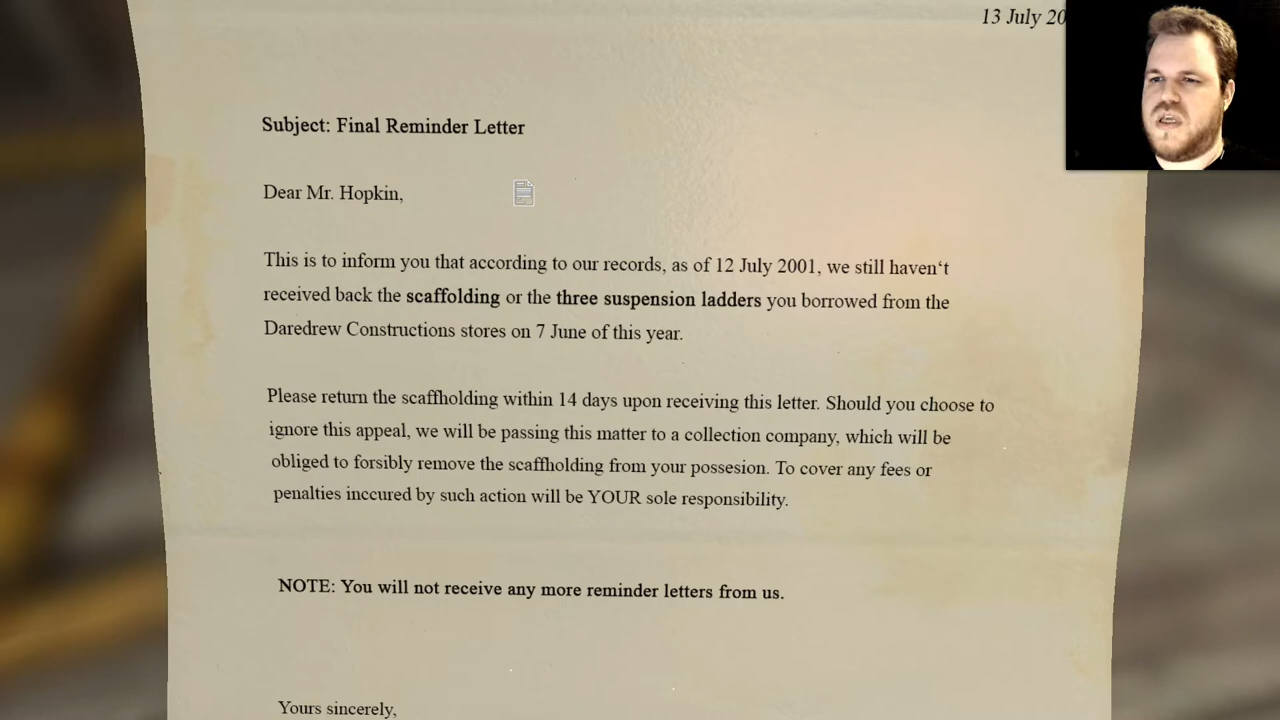 13 July 20
Subject: Final Reminder Letter
Dear Mr. Hopkin,
This is to inform you that according to our records, as of 12 July 2001, we still haven‘t
received back the scaffolding or the three suspension ladders you borrowed from the
Daredrew Constructions stores on 7 June of this year.
Please return the scaffholding within 14 days upon receiving this letter. Should you choose to
ignore this appeal, we will be passing this matter to a collection company, which will be
obliged to forsibly remove the scaffholding from your possesion. To cover any fees or
penalties inccured by such action will be YOUR sole responsibility.
NOTE: You will not receive any more reminder letters from us.
Yours sincerely,